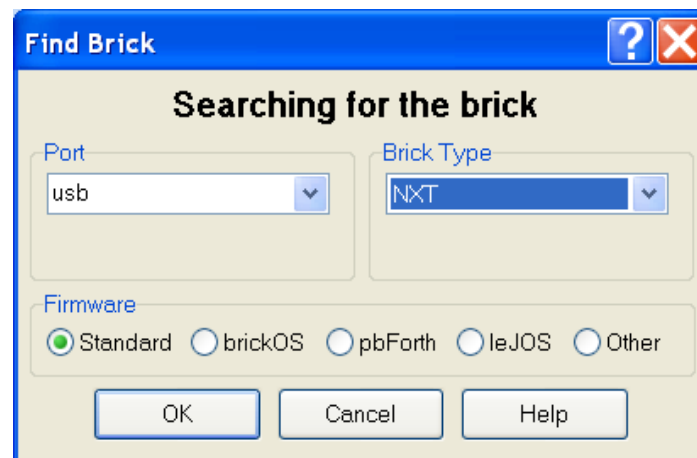 Find Brick
Searching for the brick
Port
Brick Type
usb
NXT
Firmware
Standard brickOS pbForth leJOS Other
OK Cancel Help